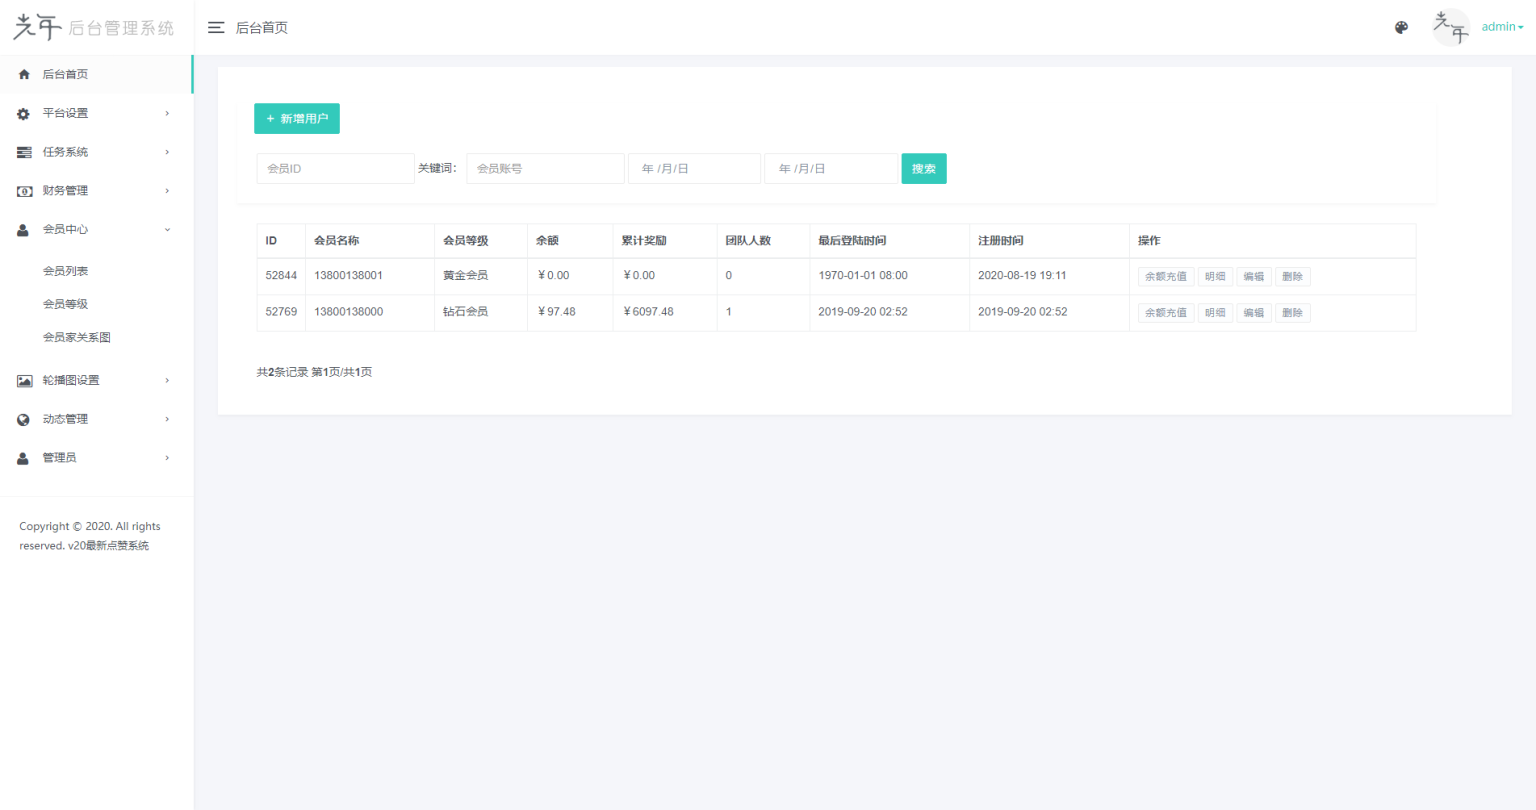 先午 后台管理系统
后台首页
admin
后台首页
平台设置
任务系统
财务管理
会员中心
会员列表
会员等级
会员家关系图
轮播图设置
动态管理
管理员
Copyright © 2020. All rights
reserved. v20最新点赞系统
+ 新增用户
会员ID 关键词: 会员账号 年 /月/日 年 /月/日 搜索
ID 会员名称 会员等级 余额 累计奖励 团队人数 最后登陆时间 注册时间 操作
52844 13800138001 黄金会员 ￥0.00 ￥0.00 0 1970-01-01 08:00 2020-08-19 19:11 余额充值 明细 编辑 删除
52769 13800138000 钻石会员 ￥97.48 ￥6097.48 1 2019-09-20 02:52 2019-09-20 02:52 余额充值 明细 编辑 删除
共2条记录 第1页/共1页